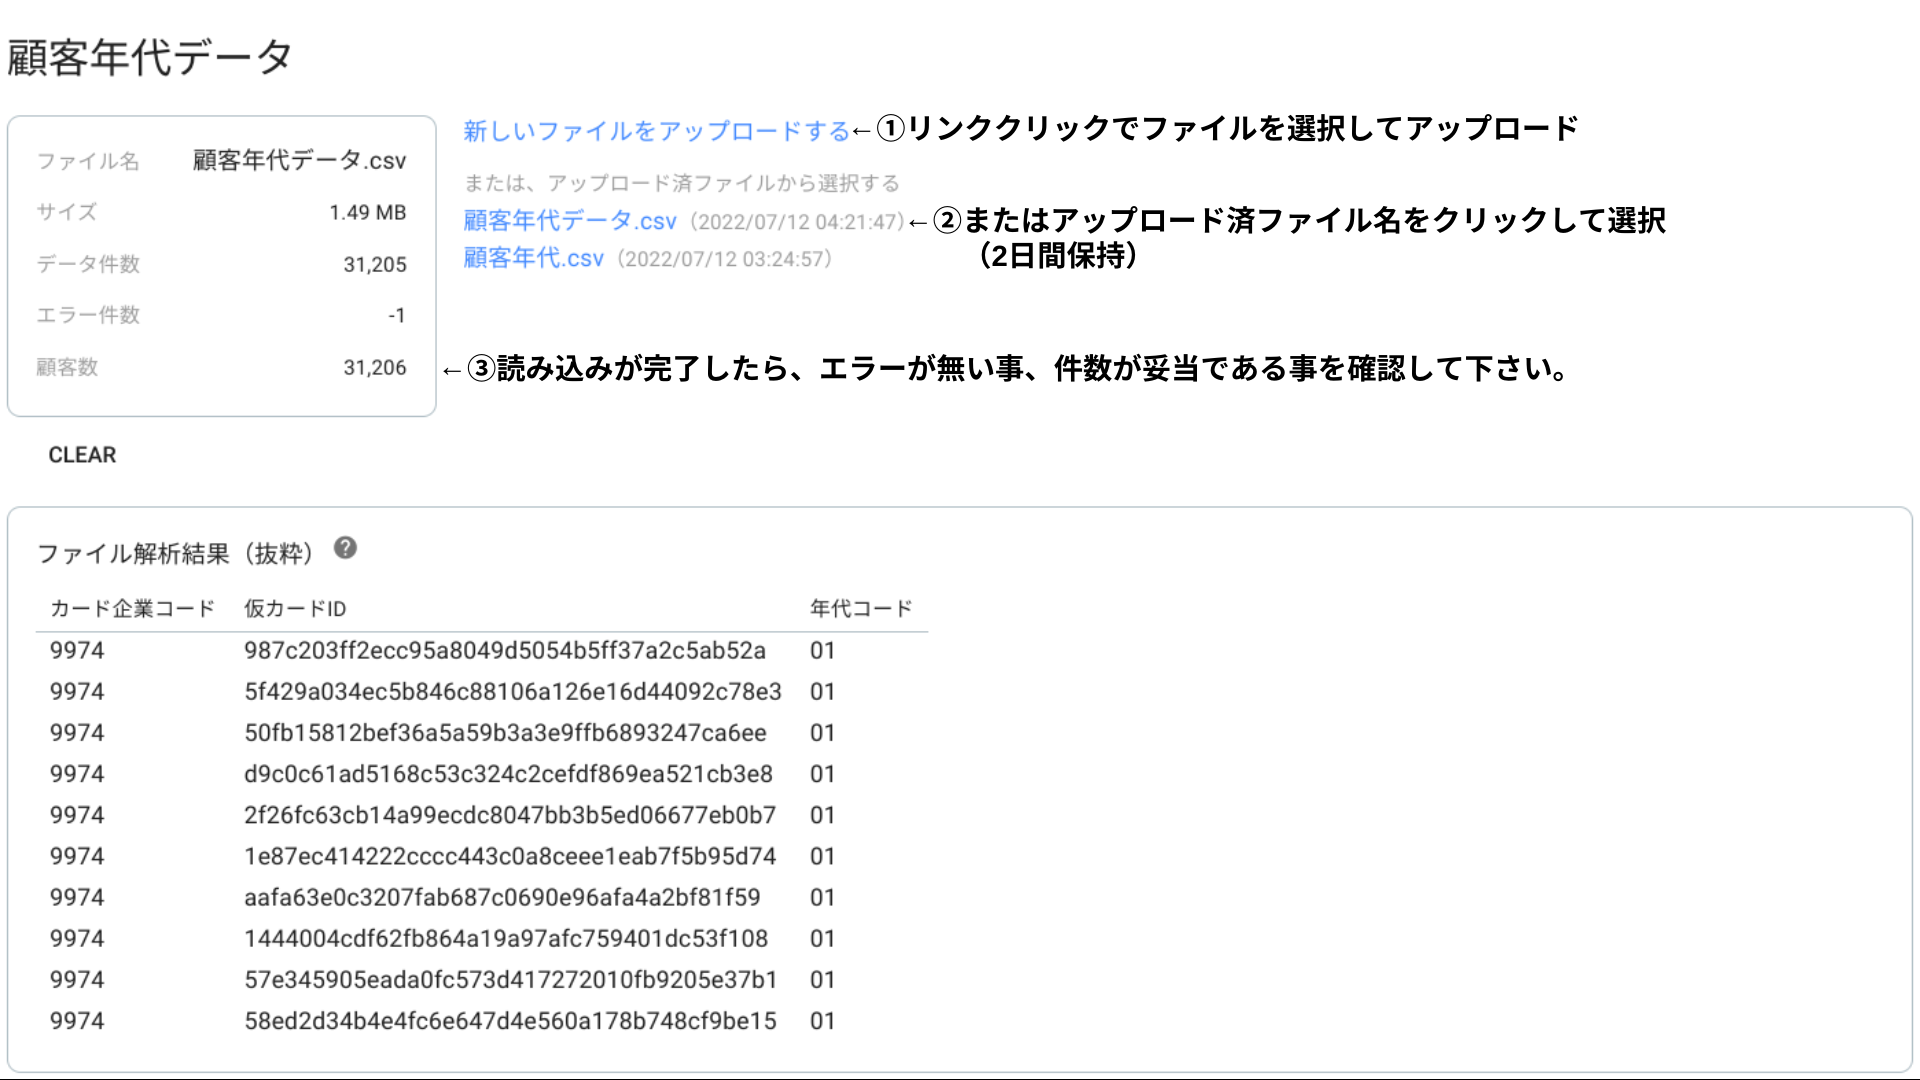 顧客年代データ
ファイル名 顧客年代データ.csv
サイズ 1.49 MB
データ件数 31,205
エラー件数 -1
顧客数 31,206
新しいファイルをアップロードする←①リンククリックでファイルを選択してアップロード
または、アップロード済ファイルから選択する
顧客年代データ.csv（2022/07/12 04:21:47）←②またはアップロード済ファイル名をクリックして選択
顧客年代.csv（2022/07/12 03:24:57） （2日間保持）
←③読み込みが完了したら、エラーが無い事、件数が妥当である事を確認して下さい。
CLEAR
ファイル解析結果（抜粋） ?
カード企業コード 仮カードID 年代コード
9974 987c203ff2ecc95a8049d5054b5ff37a2c5ab52a 01
9974 5f429a034ec5b846c88106a126e16d44092c78e3 01
9974 50fb15812bef36a5a59b3a3e9ffb6893247ca6ee 01
9974 d9c0c61ad5168c53c324c2cefdf869ea521cb3e8 01
9974 2f26fc63cb14a99ecdc8047bb3b5ed06677eb0b7 01
9974 1e87ec414222cccc443c0a8ceee1eab7f5b95d74 01
9974 aafa63e0c3207fab687c0690e96afa4a2bf81f59 01
9974 1444004cdf62fb864a19a97afc759401dc53f108 01
9974 57e345905eada0fc573d417272010fb9205e37b1 01
9974 58ed2d34b4e4fc6e647d4e560a178b748cf9be15 01